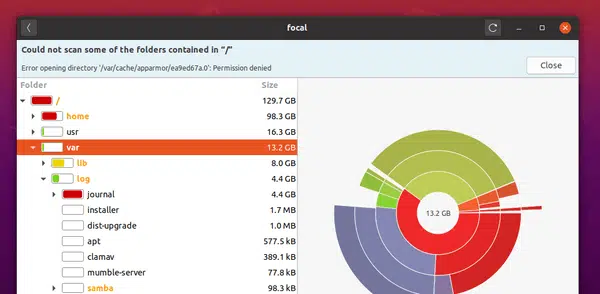 focal
Could not scan some of the folders contained in “/”
Error opening directory '/var/cache/apparmor/ea9ed67a.0': Permission denied
Close
Folder Size
/ 129.7 GB
home 98.3 GB
usr 16.3 GB
var 13.2 GB
lib 8.0 GB
log 4.4 GB
journal 4.4 GB
installer 1.7 MB
dist-upgrade 1.0 MB
apt 577.5 kB
clamav 389.1 kB
mumble-server 77.8 kB
samba 98.3 kB
13.2 GB